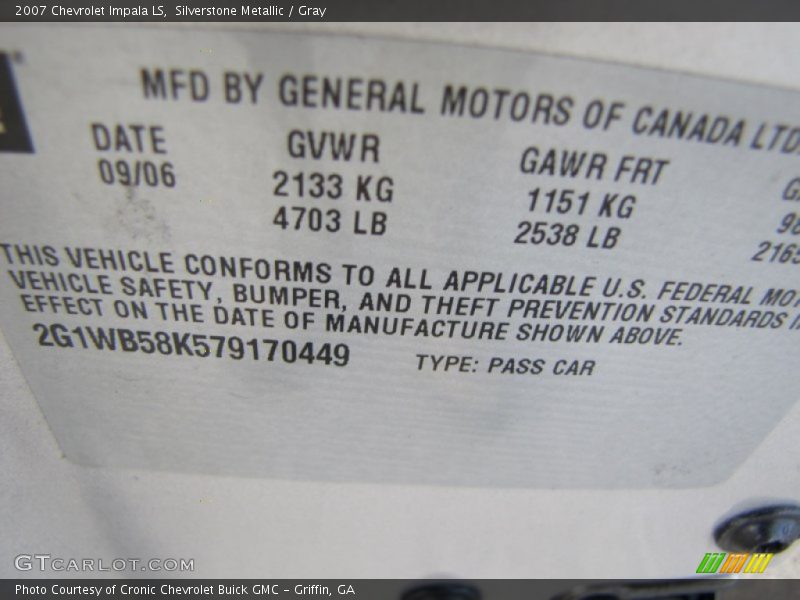 2007 Chevrolet Impala LS, Silverstone Metallic / Gray
MFD BY GENERAL MOTORS OF CANADA LTD
DATE GVWR GAWR FRT
09/06 2133 KG 1151 KG
4703 LB 2538 LB 2165
THIS VEHICLE CONFORMS TO ALL APPLICABLE U.S. FEDERAL
VEHICLE SAFETY, BUMPER, AND THEFT PREVENTION STANDARDS
EFFECT ON THE DATE OF MANUFACTURE SHOWN ABOVE.
2G1WB58K579170449 TYPE: PASS CAR
GTCARLOT.COM
Photo Courtesy of Cronic Chevrolet Buick GMC – Griffin, GA